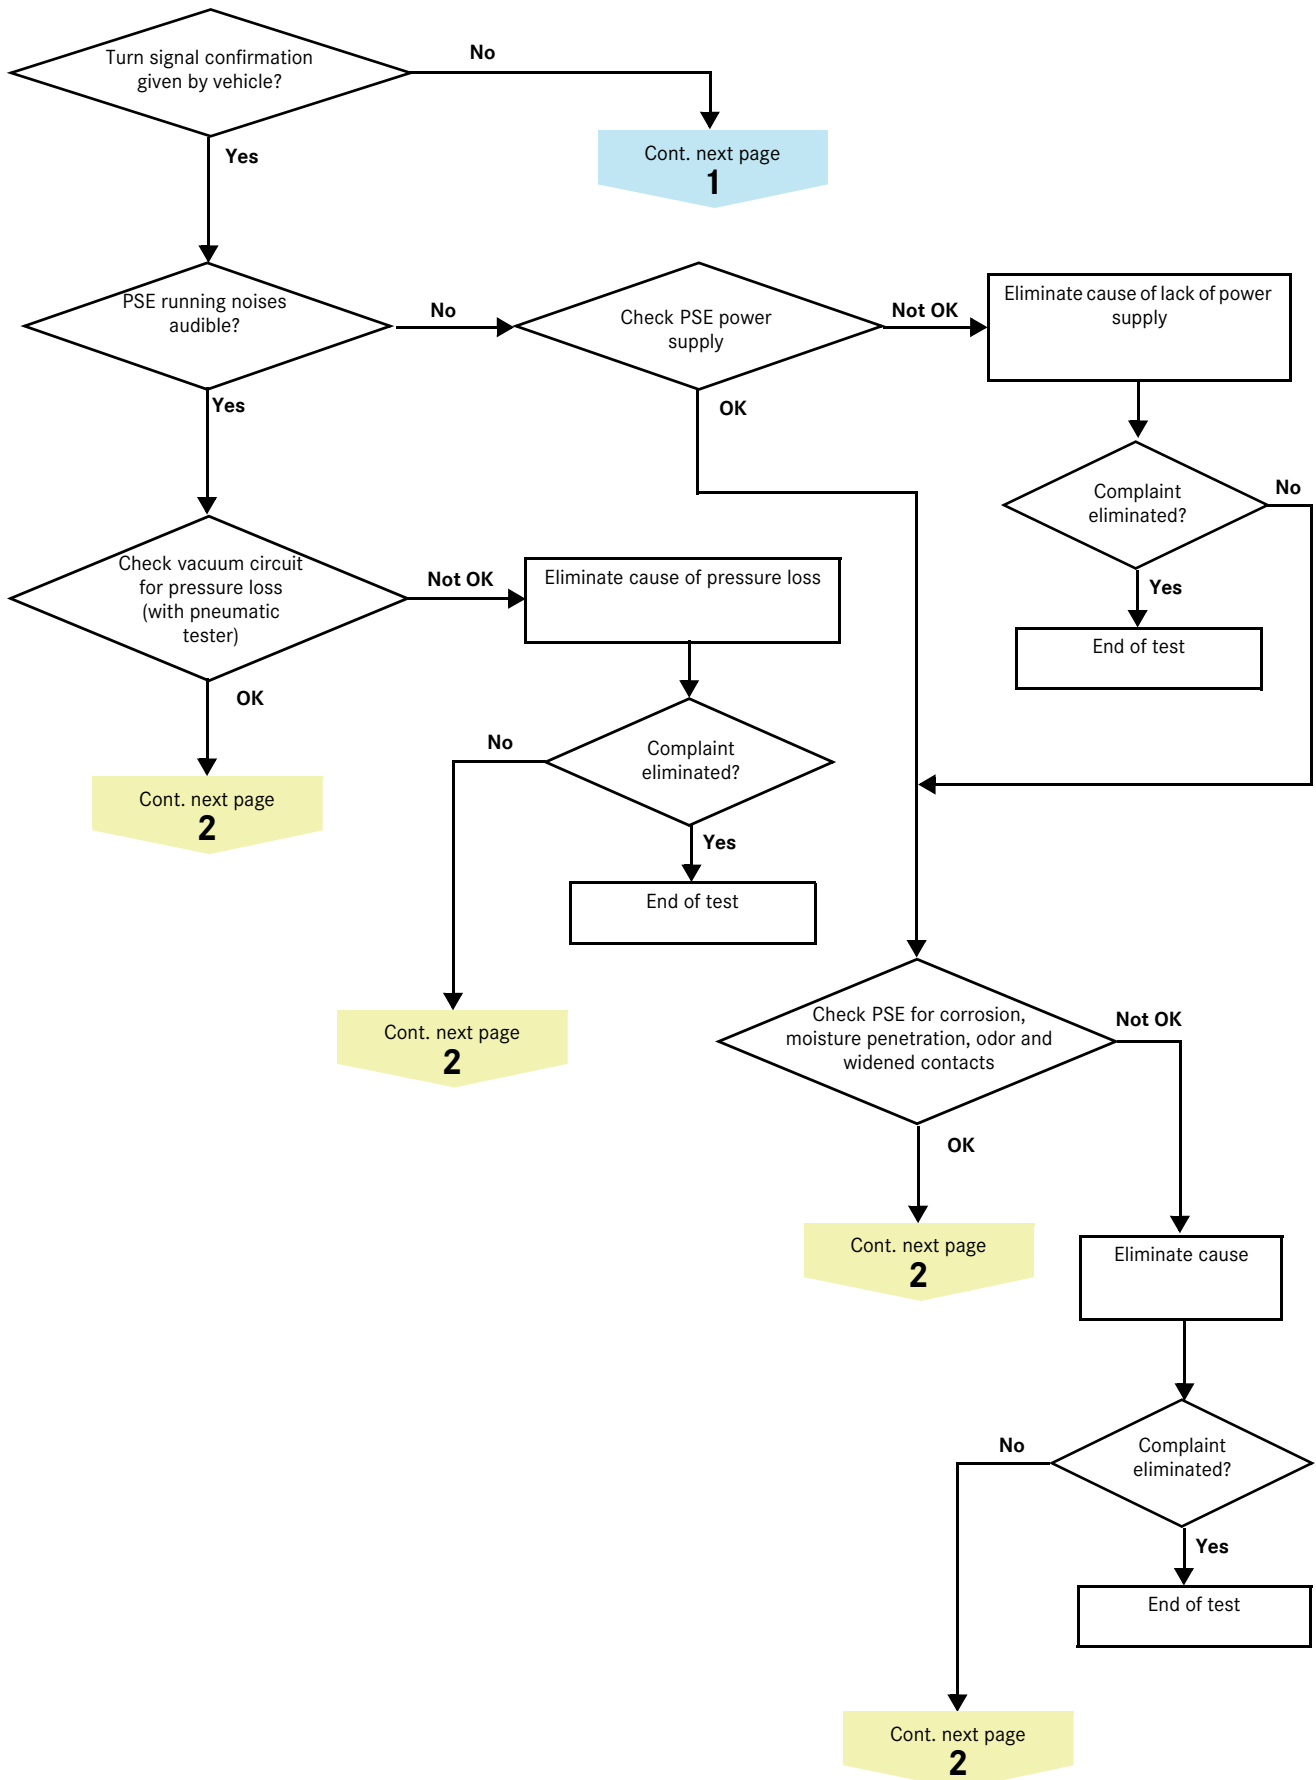 Turn signal confirmation
given by vehicle?
No
Cont. next page
1
Yes
PSE running noises
audible?
No
Check PSE power
supply
Not OK
Eliminate cause of lack of power
supply
Yes
OK
Complaint
eliminated?
No
Yes
End of test
Check vacuum circuit
for pressure loss
(with pneumatic
tester)
Not OK
Eliminate cause of pressure loss
OK
Cont. next page
2
No
Complaint
eliminated?
Yes
End of test
Cont. next page
2
Check PSE for corrosion,
moisture penetration, odor and
widened contacts
Not OK
OK
Cont. next page
2
Eliminate cause
No
Complaint
eliminated?
Yes
End of test
Cont. next page
2